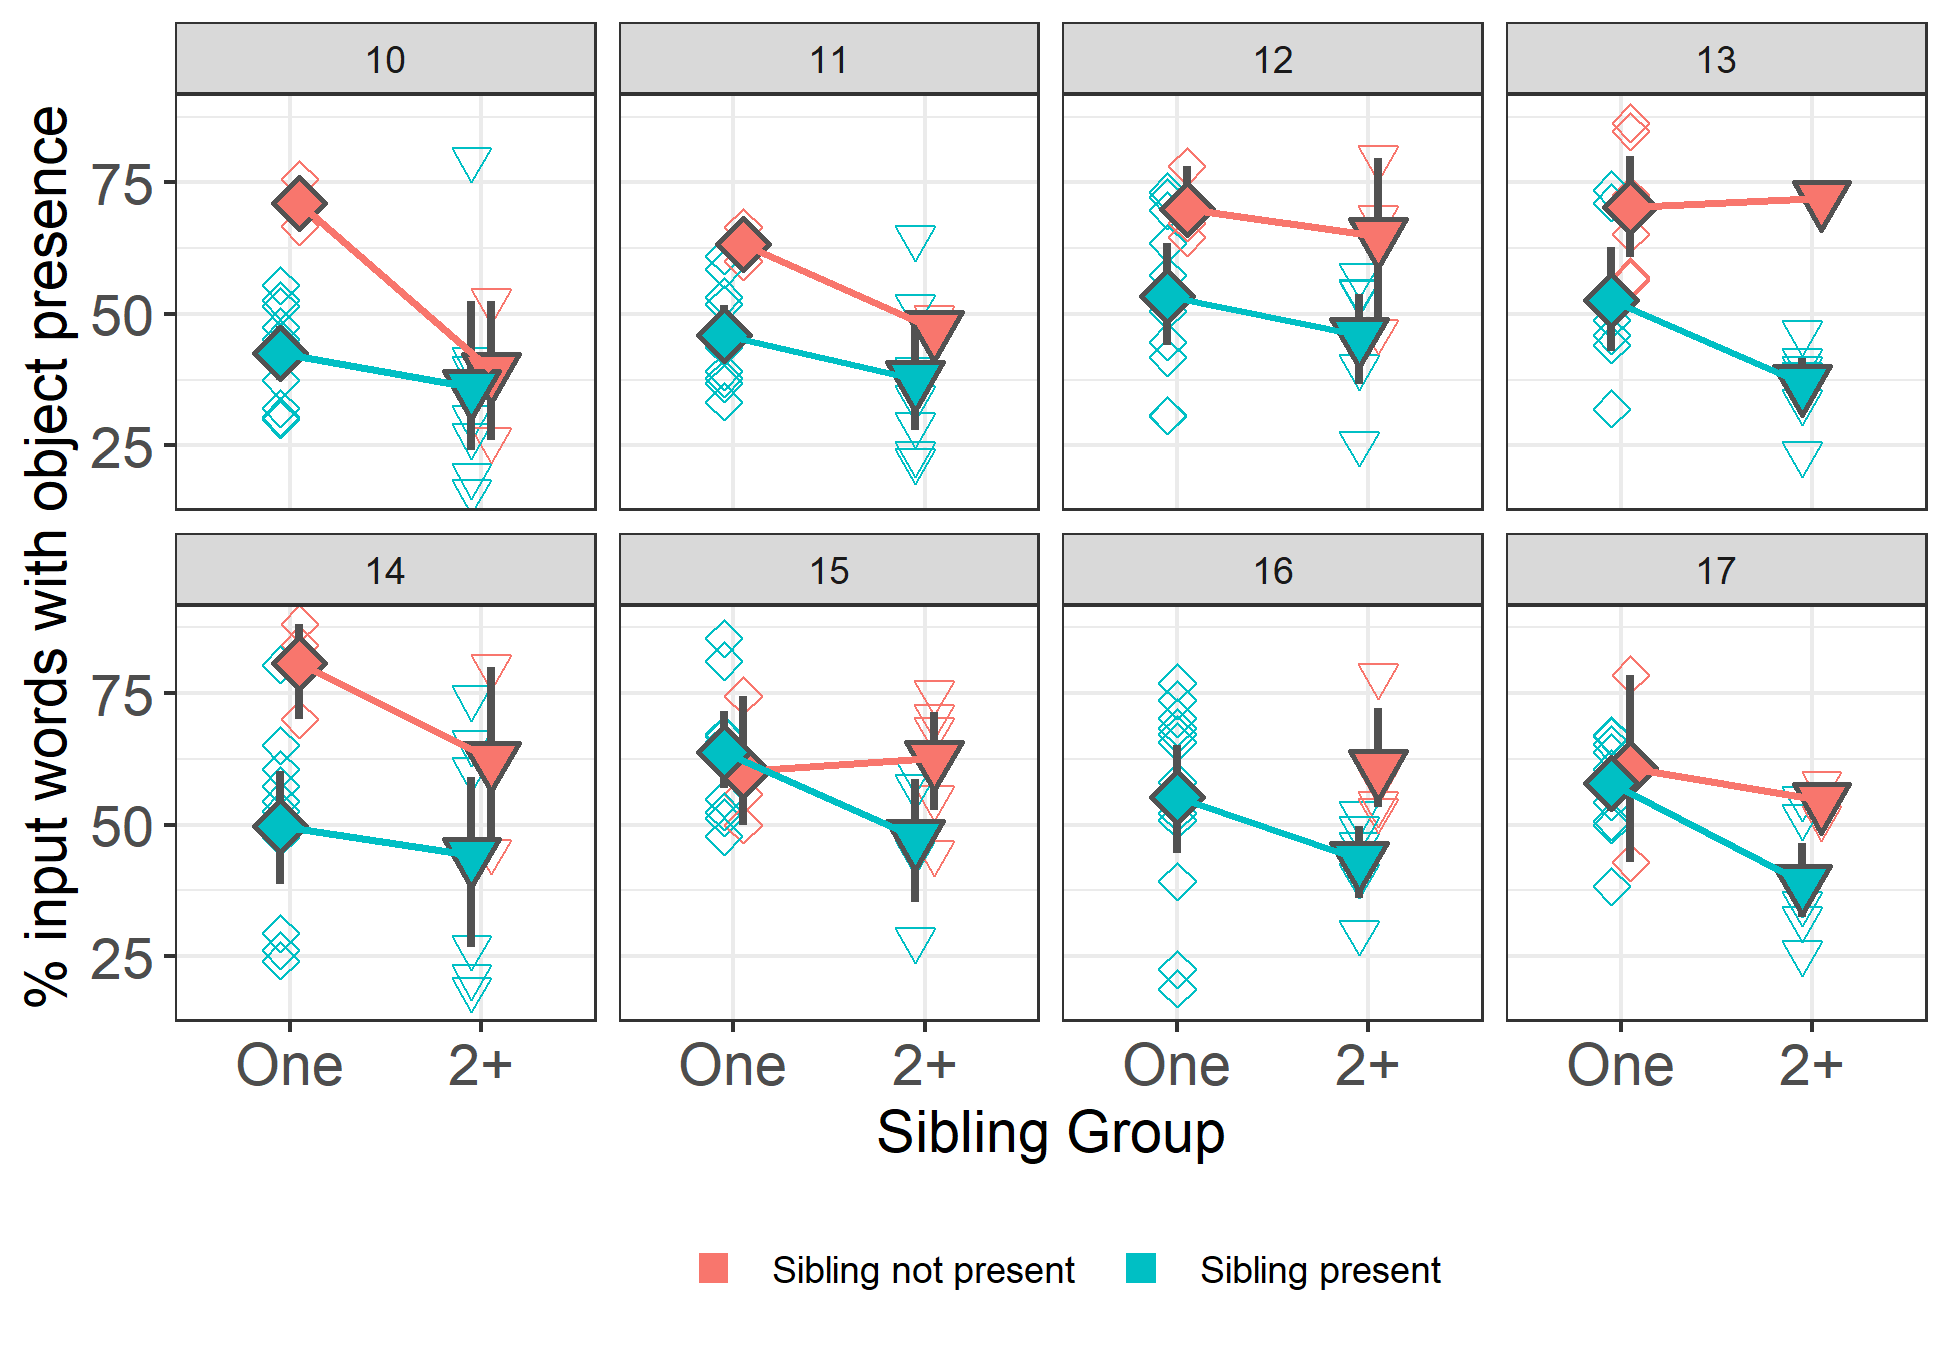 10 11 12 13
75
50
25
14 15 16 17
75
50
25
One 2+ One 2+ One 2+ One 2+
% input words with object presence
Sibling Group
Sibling not present Sibling present